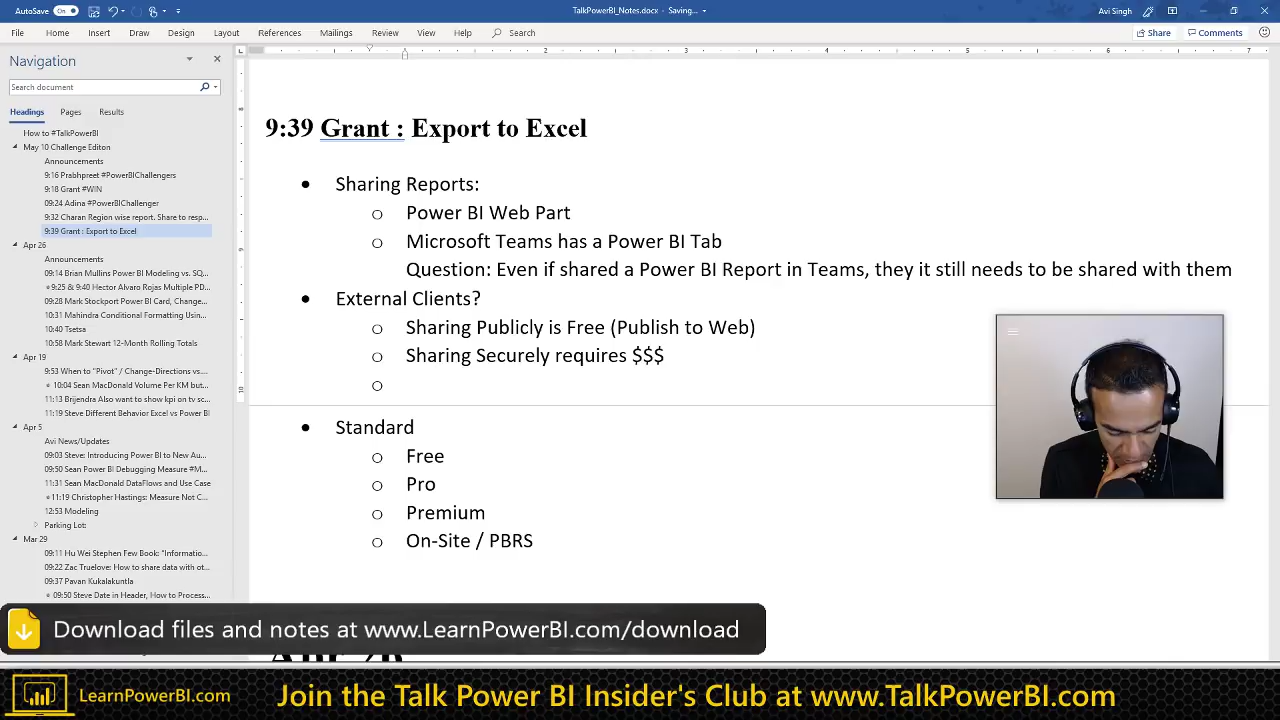 AutoSave On TalkPowerBI_Notes.docx - Saving... Avi Singh
File Home Insert Draw Design Layout References Mailings Review View Help Search Share Comments
Navigation
Search document
Headings Pages Results
How to #TalkPowerBI
May 10 Challenge Editon
Announcements
9:16 Prabhpreet #PowerBIChallengers
9:18 Grant #WIN
09:24 Adina #PowerBIChallenger
9:32 Charan Region wise report. Share to resp...
9:39 Grant : Export to Excel
Apr 26
Announcements
09:14 Brian Mullins Power BI Modeling vs. SQ...
9:25 & 9:40 Hector Alvaro Rojas Multiple PD...
09:28 Mark Stockport Power BI Card, Change...
10:31 Mahindra Conditional Formatting Usin...
10:40 Tsetsa
10:58 Mark Stewart 12-Month Rolling Totals
Apr 19
9:53 When to "Pivot" / Change-Directions vs....
10:04 Sean MacDonald Volume Per KM but...
11:13 Brijendra Also want to show kpi on tv sc...
11:19 Steve Different Behavior Excel vs Power BI
Apr 5
Avi News/Updates
09:03 Steve: Introducing Power BI to New Au...
09:50 Sean Power BI Debugging Measure #M...
11:31 Sean MacDonald DataFlows and Use Case
11:19 Christopher Hastings: Measure Not C...
12:53 Modeling
Parking Lot:
Mar 29
09:11 Hu Wei Stephen Few Book: "Informatio...
09:22 Zac Truelove: How to share data with ot...
09:37 Pavan Kukalakuntla
09:50 Steve Date in Header, How to Process...
2 3 4 5 6 7
9:39 Grant : Export to Excel
• Sharing Reports:
o Power BI Web Part
o Microsoft Teams has a Power BI Tab
Question: Even if shared a Power BI Report in Teams, they it still needs to be shared with them
• External Clients?
o Sharing Publicly is Free (Publish to Web)
o Sharing Securely requires $$$
o
• Standard
o Free
o Pro
o Premium
o On-Site / PBRS
Download files and notes at www.LearnPowerBI.com/download
LearnPowerBI.com Join the Talk Power BI Insider's Club at www.TalkPowerBI.com